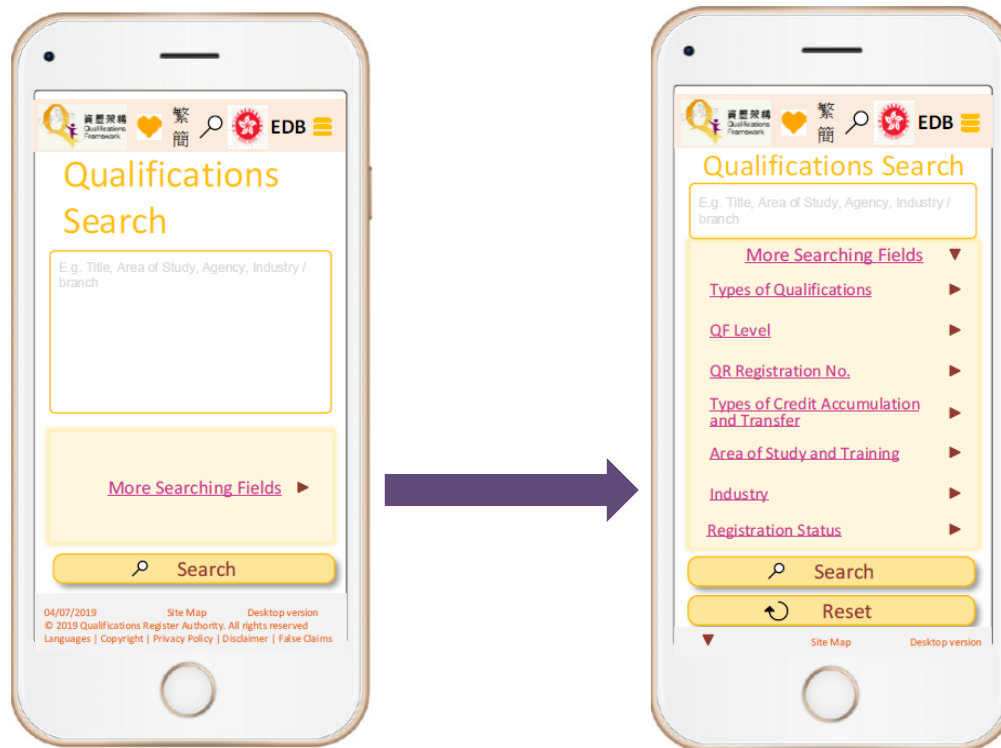 資歷架構
Qualifications
Framework
繁
簡
EDB
Qualifications
Search
E.g. Title, Area of Study, Agency, Industry /
branch
More Searching Fields
Search
04/07/2019 Site Map Desktop version
© 2019 Qualifications Register Authority. All rights reserved
Languages | Copyright | Privacy Policy | Disclaimer | False Claims
資歷架構
Qualifications
Framework
繁
簡
EDB
Qualifications Search
E.g. Title, Area of Study, Agency, Industry /
branch
More Searching Fields
Types of Qualifications
QF Level
QR Registration No.
Types of Credit Accumulation
and Transfer
Area of Study and Training
Industry
Registration Status
Search
Reset
Site Map Desktop version